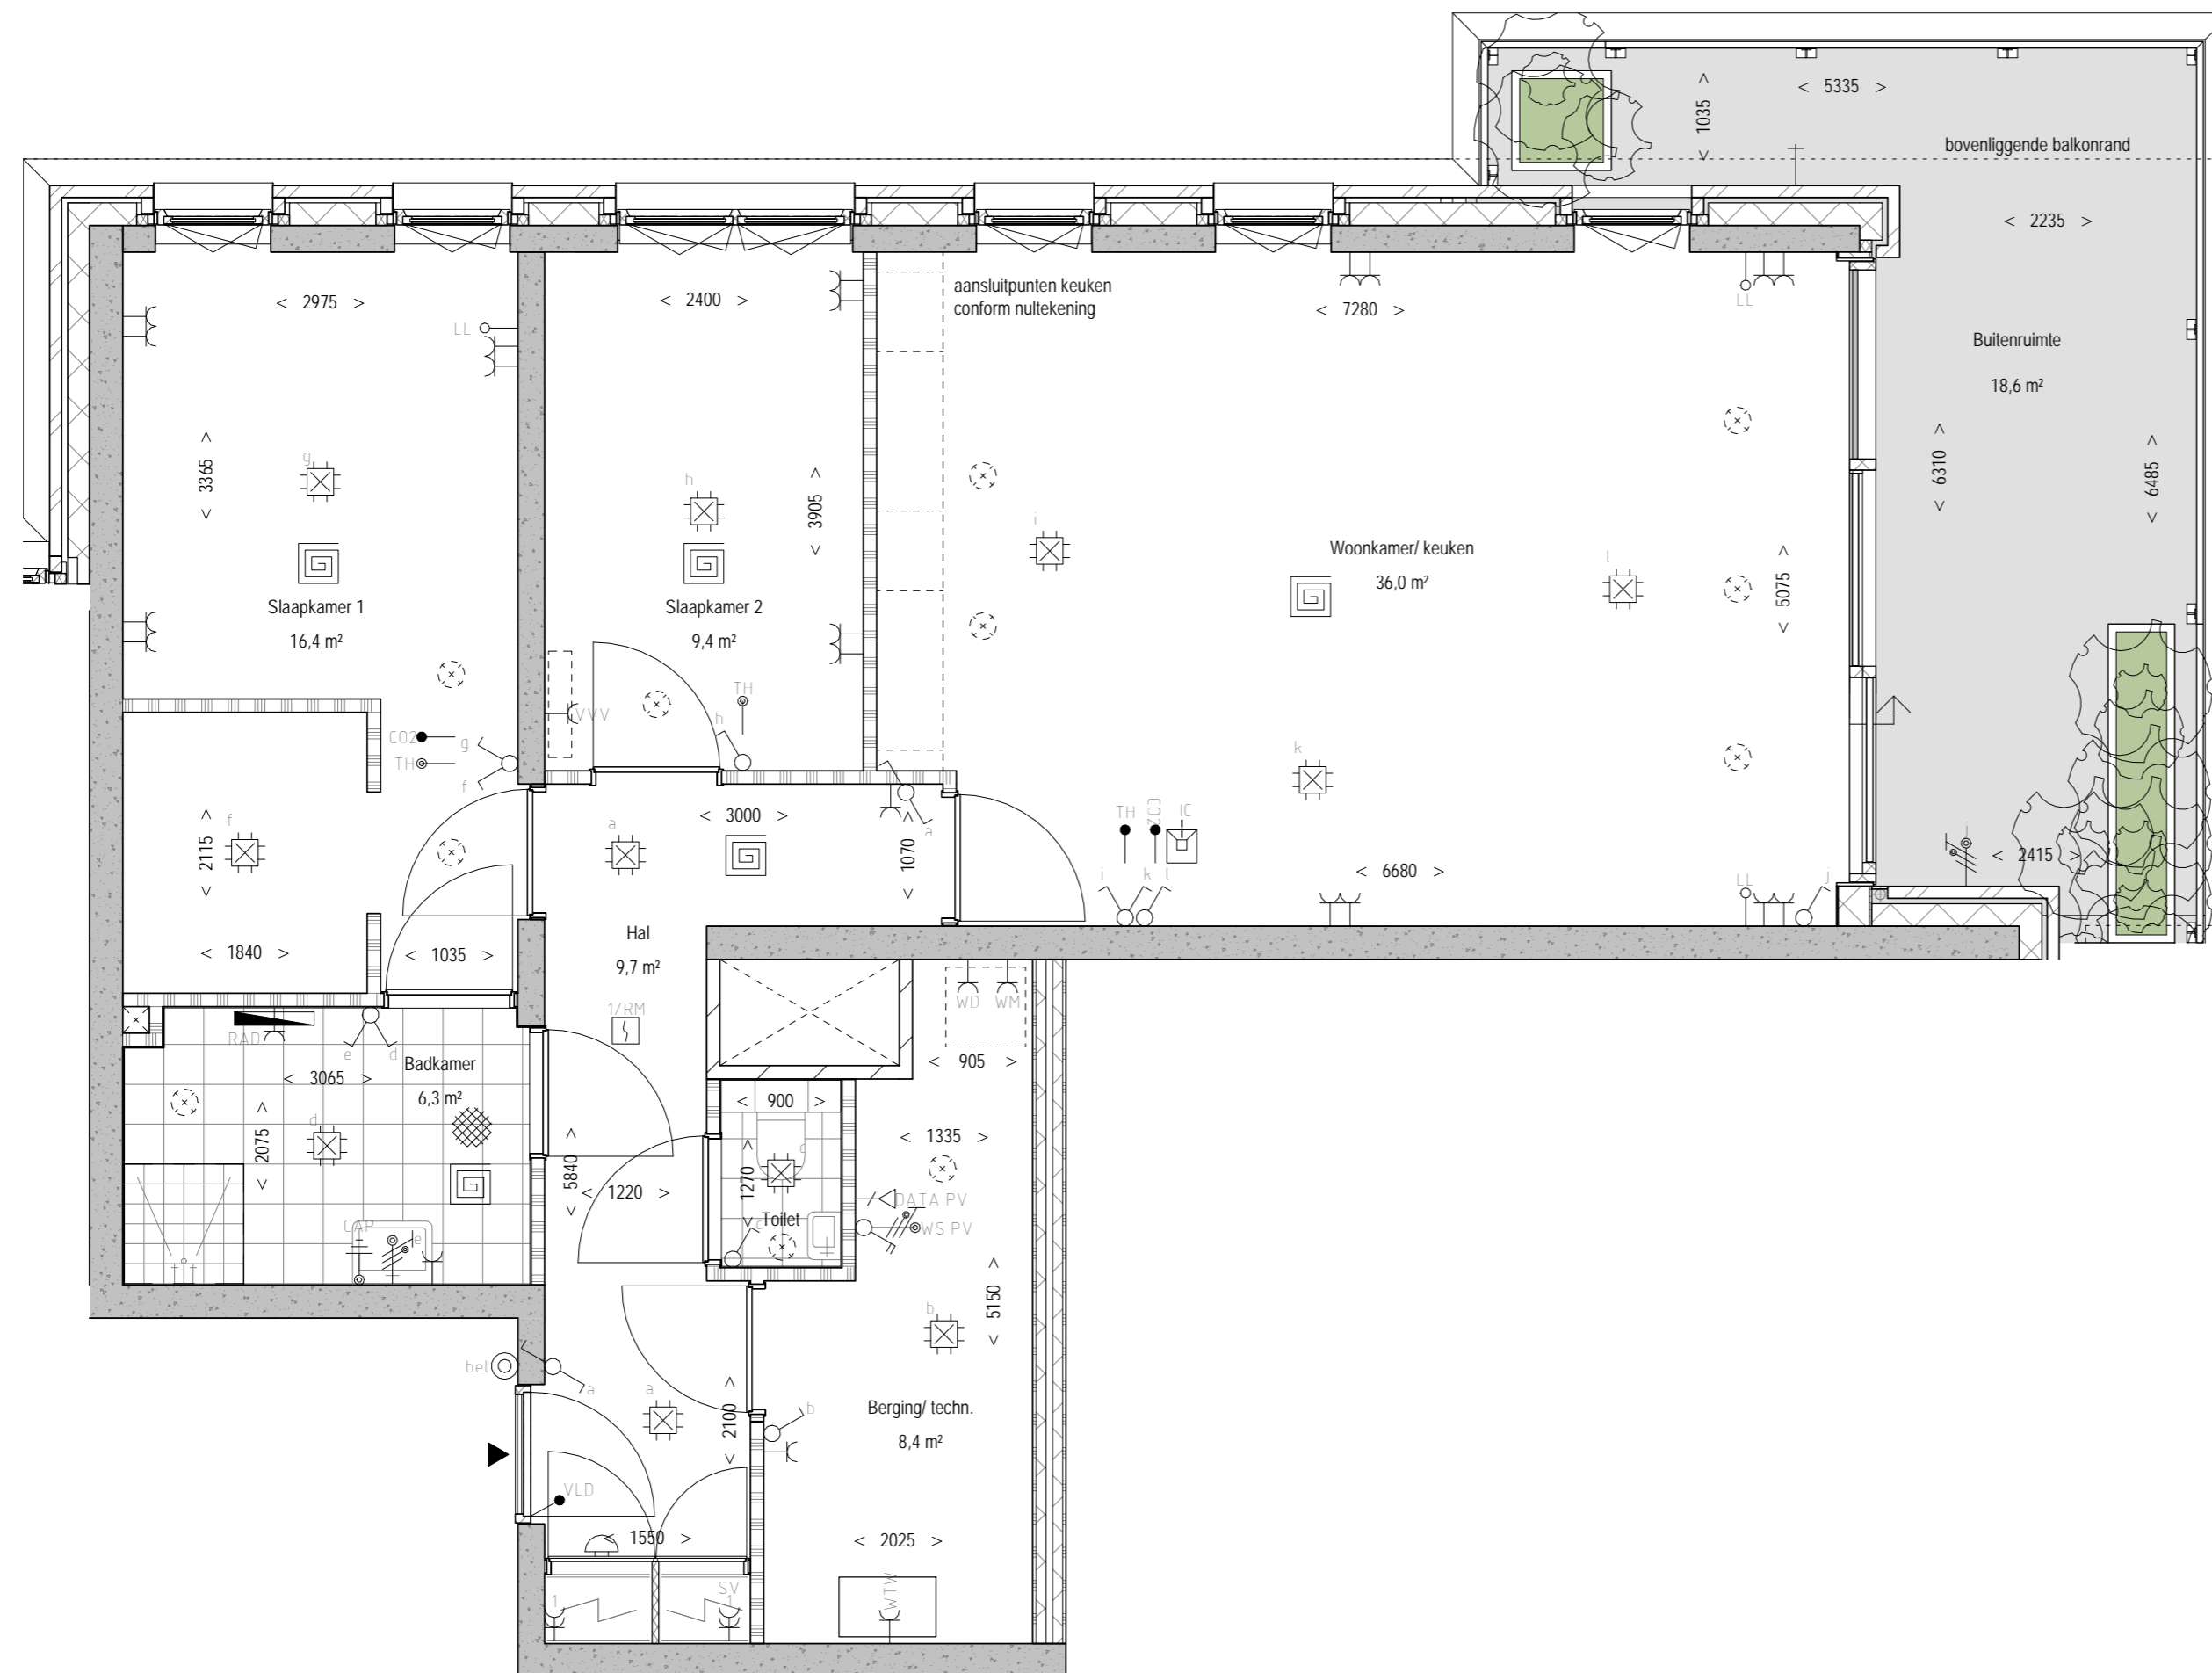 < 5335 >
< 1035 >
bovenliggende balkonrand
< 2235 >
aansluitpunten keuken
conform nultekening
< 2975 >
LL
< 2400 >
< 7280 >
LL
Buitenruimte
18,6 m²
< 3365 >
g
h
< 3905 >
i
Woonkamer/ keuken
36,0 m²
l
< 5075 >
< 6310 >
< 6485 >
Slaapkamer 1
16,4 m²
Slaapkamer 2
9,4 m²
VVV
TH
h
CO2
TH
g
f
k
a
< 3000 >
a
< 1070 >
TH
CO2
IC
i
k
l
< 6680 >
LL
j
j
< 2415 >
f
< 2115 >
< 1840 >
< 1035 >
Hal
9,7 m²
1/RM
WD
WM
< 905 >
RAD
e
d
Badkamer
6,3 m²
< 3065 >
d
< 2075 >
CAP
e
< 5840 >
< 1220 >
< 900 >
< 1270 >
c
Toilet
c
< 1335 >
DATA PV
WS PV
< 5150 >
b
bel
a
a
< 2100 >
b
Berging/ techn.
8,4 m²
VLD
< 1550 >
< 2025 >
1
SV
1
WTW